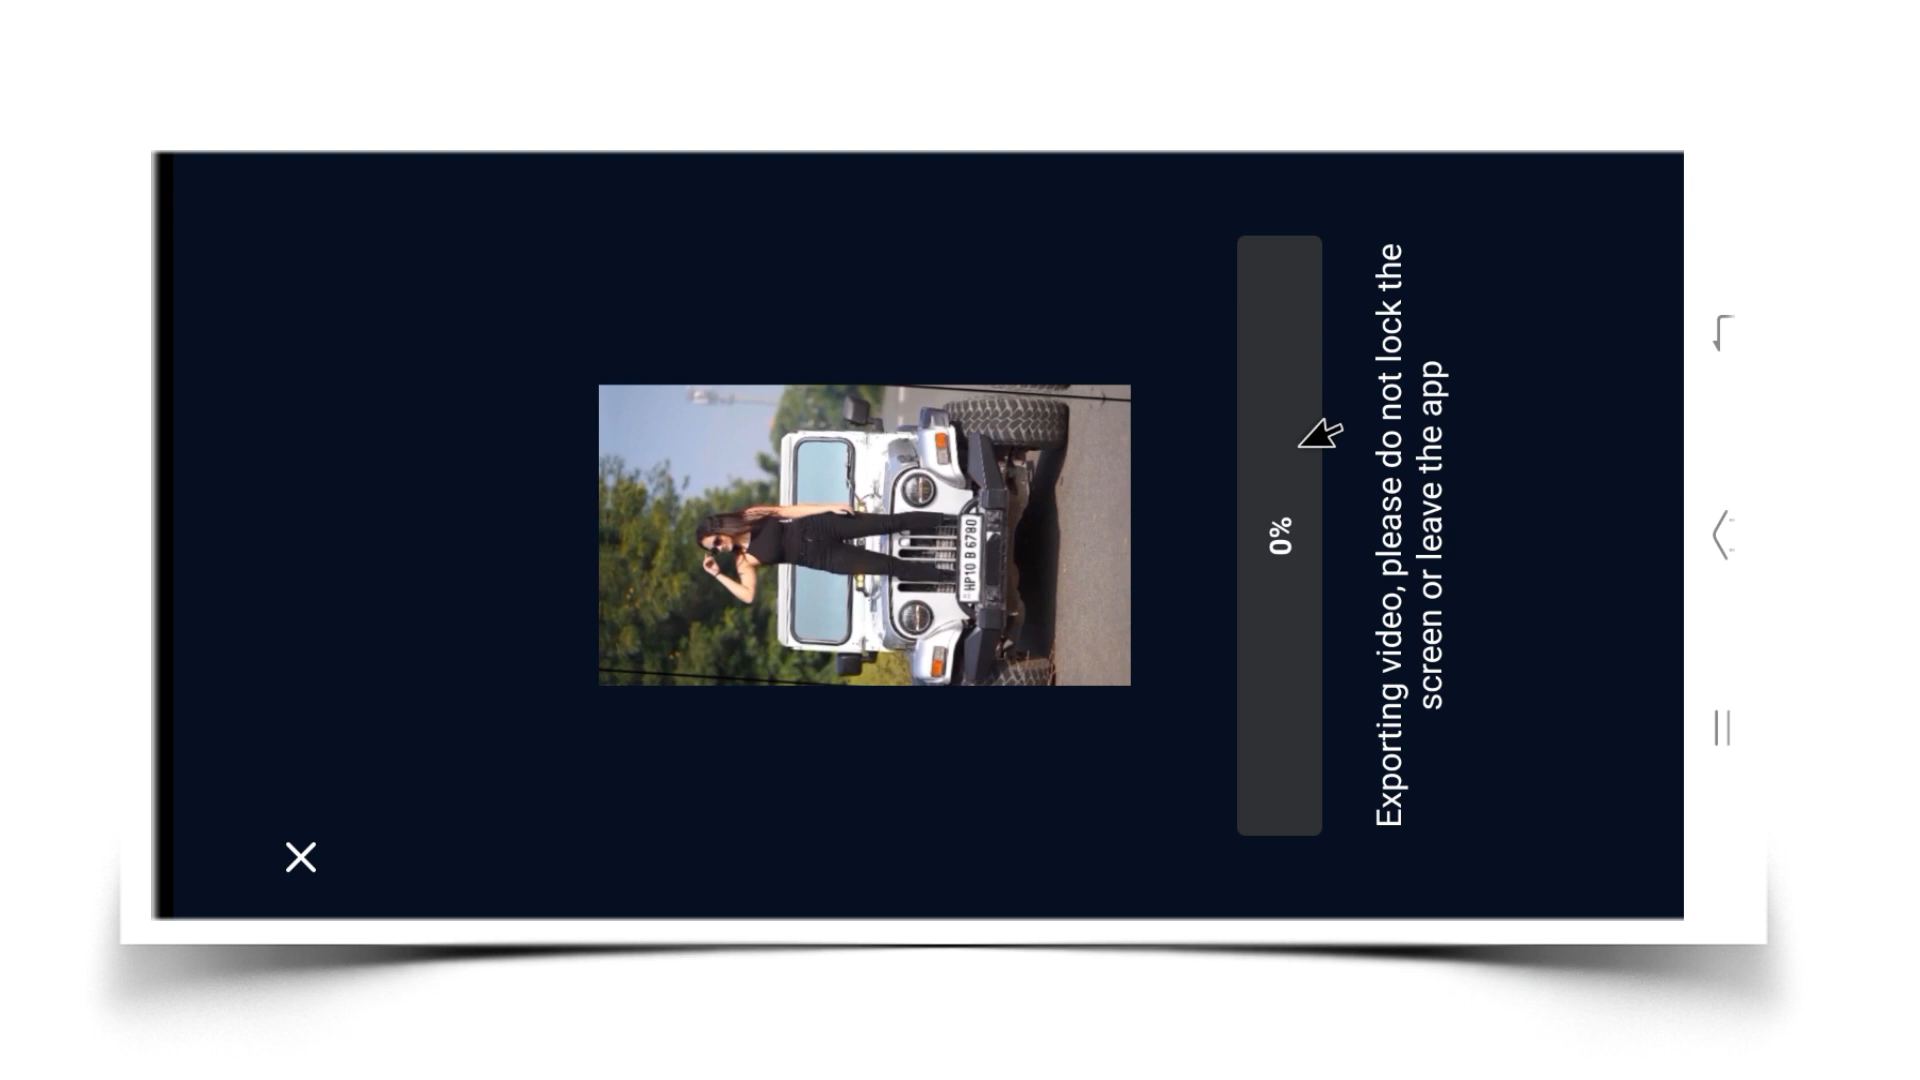 HP10 B 6780
0%
Exporting video, please do not lock the
screen or leave the app